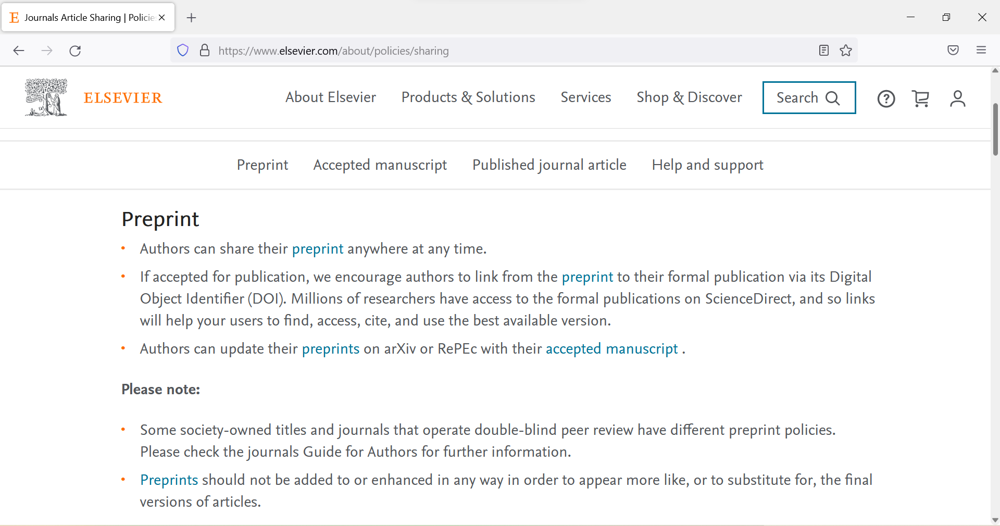 Journals Article Sharing | Policie
https://www.elsevier.com/about/policies/sharing
ELSEVIER
About Elsevier
Products & Solutions
Services
Shop & Discover
Search
Preprint
Accepted manuscript
Published journal article
Help and support
Preprint
• Authors can share their preprint anywhere at any time.
• If accepted for publication, we encourage authors to link from the preprint to their formal publication via its Digital
Object Identifier (DOI). Millions of researchers have access to the formal publications on ScienceDirect, and so links
will help your users to find, access, cite, and use the best available version.
• Authors can update their preprints on arXiv or RePEc with their accepted manuscript .
Please note:
• Some society-owned titles and journals that operate double-blind peer review have different preprint policies.
Please check the journals Guide for Authors for further information.
• Preprints should not be added to or enhanced in any way in order to appear more like, or to substitute for, the final
versions of articles.